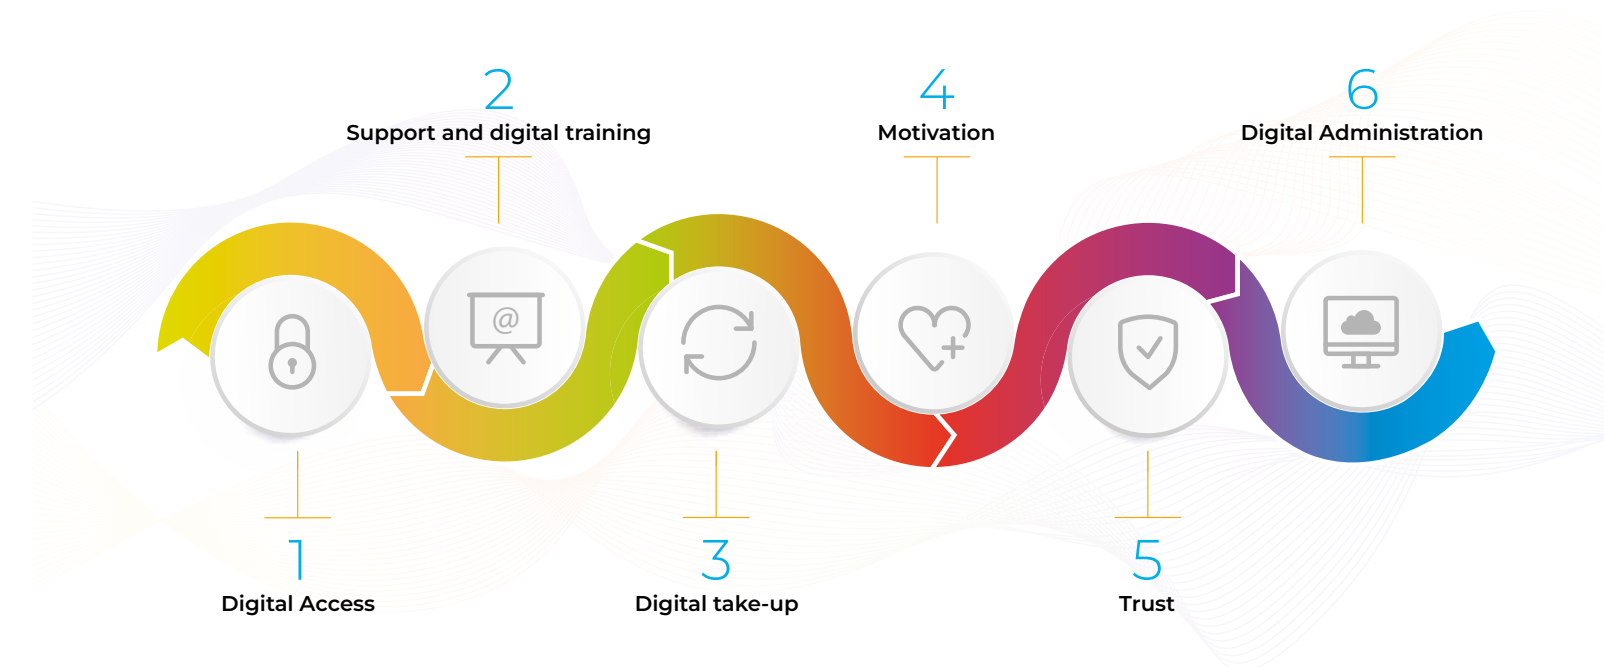 1
Digital Access
2
Support and digital training
@
3
Digital take-up
4
Motivation
5
Trust
6
Digital Administration